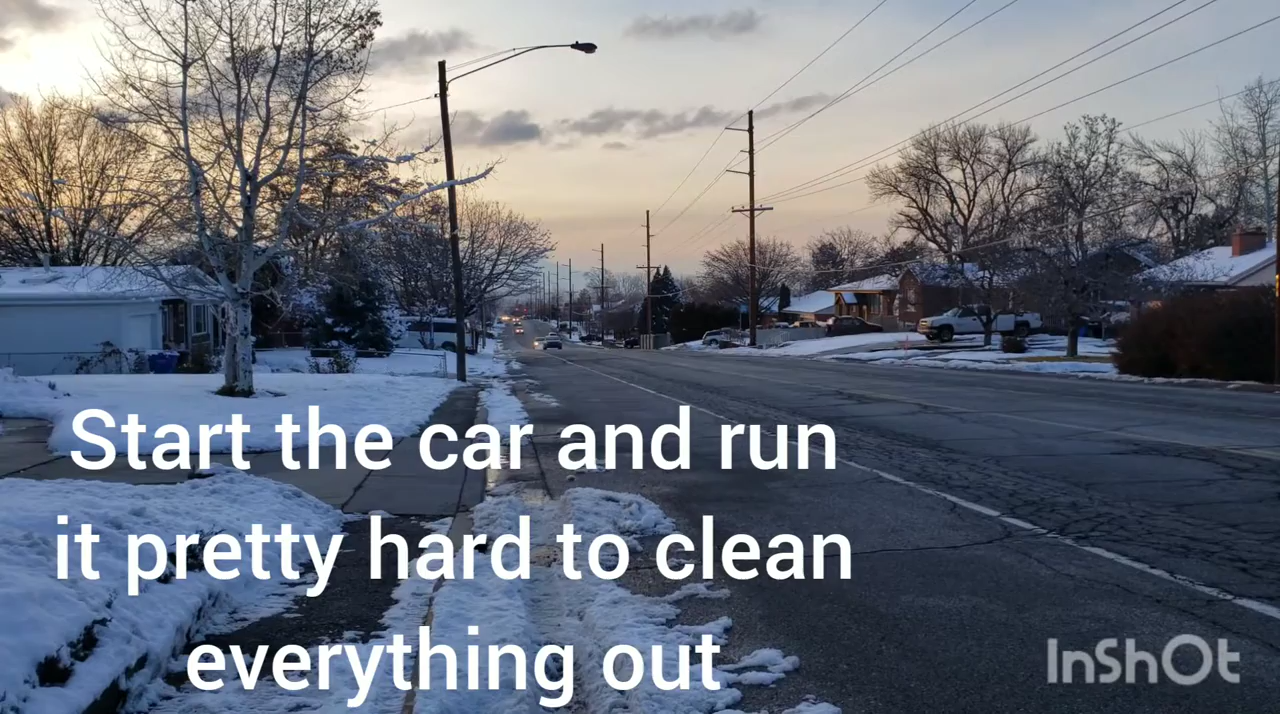 Start the car and run
it pretty hard to clean
everything out
InShOt